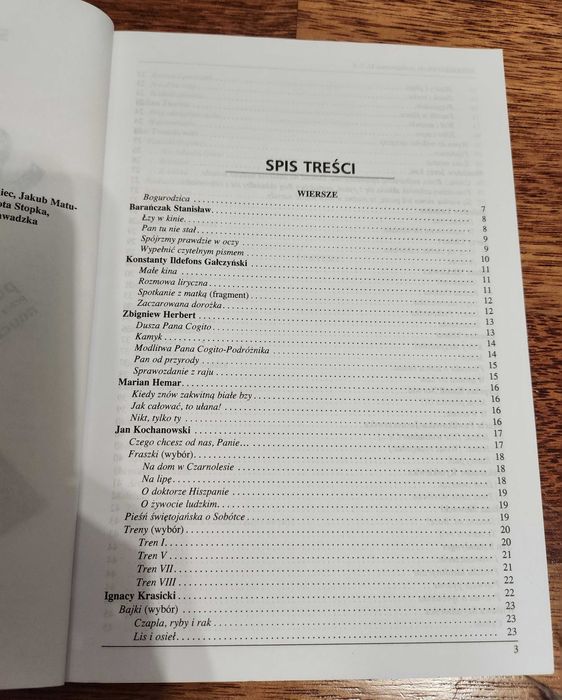 iec, Jakub Matu-
ota Stopka,
wadzka
SPIS TREŚCI
WIERSZE
Bogurodzica 7
Barańczak Stanisław 8
Łzy w kinie 8
Pan tu nie stał 9
Spójrzmy prawdzie w oczy 9
Wypełnić czytelnym pismem 10
Konstanty Ildefons Gałczyński 11
Małe kina 11
Rozmowa liryczna 11
Spotkanie z matką (fragment) 12
Zaczarowana dorożka 12
Zbigniew Herbert 13
Dusza Pana Cogito 13
Kamyk 14
Modlitwa Pana Cogito-Podróżnika 14
Pan od przyrody 15
Sprawozdanie z raju 15
Marian Hemar 16
Kiedy znów zakwitną białe bzy 16
Jak całować, to ułana! 16
Nikt, tylko ty 16
Jan Kochanowski 17
Czego chcesz od nas, Panie... 17
Fraszki (wybór) 18
Na dom w Czarnolesie 18
Na lipę 18
O doktorze Hiszpanie 19
O żywocie ludzkim 19
Pieśń świętojańska o Sobótce 19
Treny (wybór) 20
Tren I 20
Tren V 21
Tren VII 21
Tren VIII 22
Ignacy Krasicki 22
Bajki (wybór) 23
Czapla, ryby i rak 23
Lis i osieł 23
3